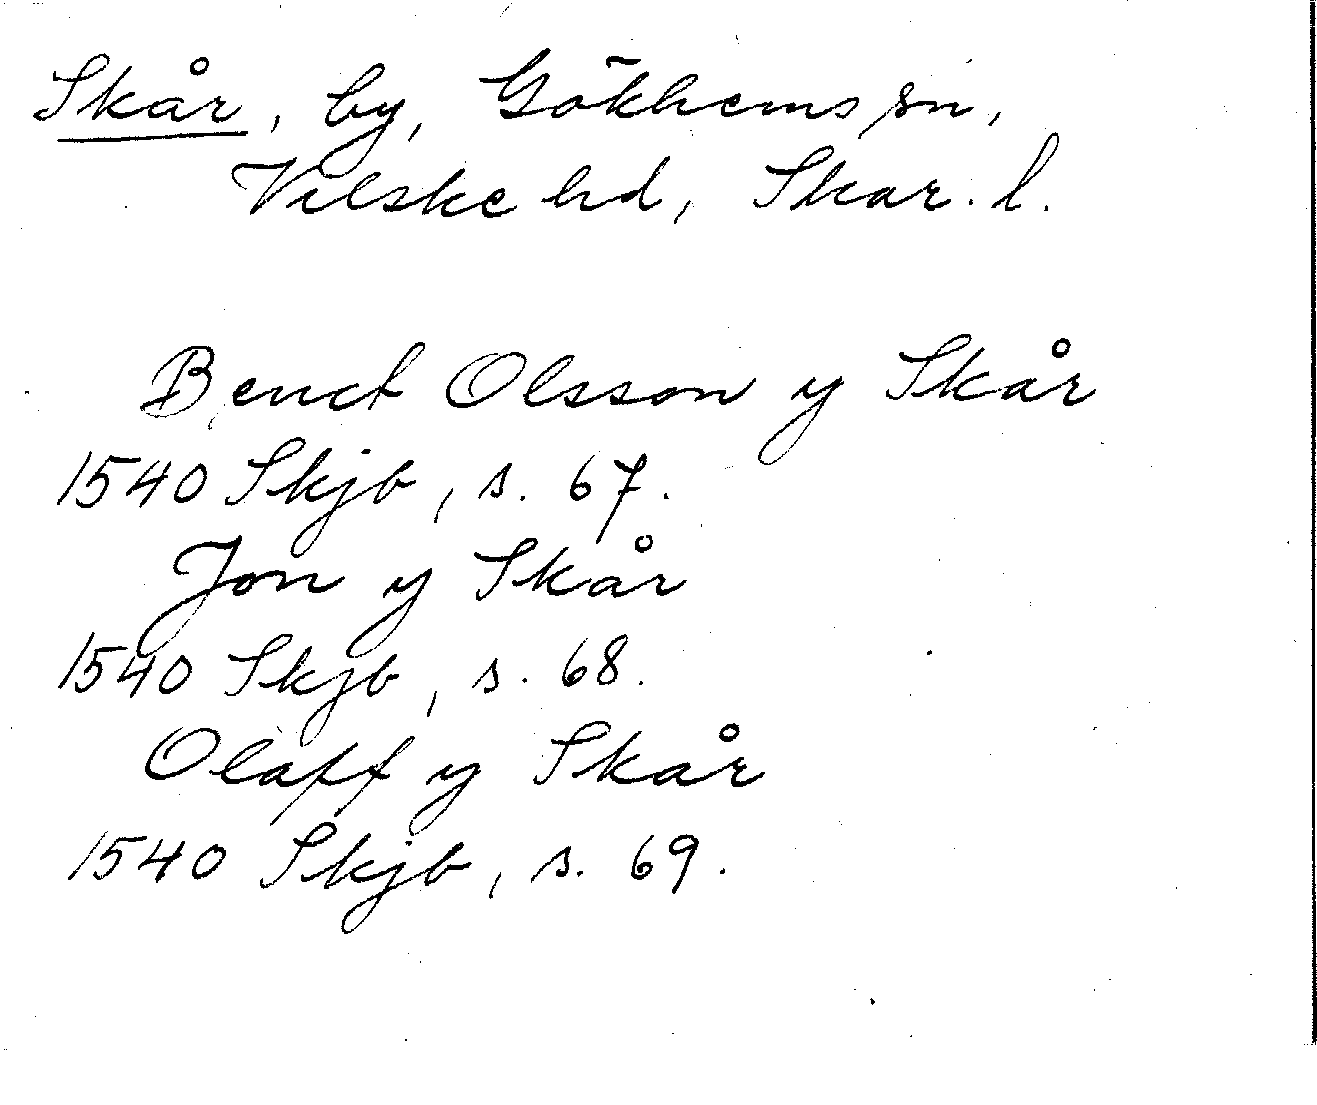 Skår, by, Gökhems sn,
Vilske hd, Skar. l.
Benct Olsson y Skår
1540 Skjb, s. 67.
Jon y Skår
1540 Skjb, s. 68.
Olaff y Skår
1540 Skjb, s. 69.